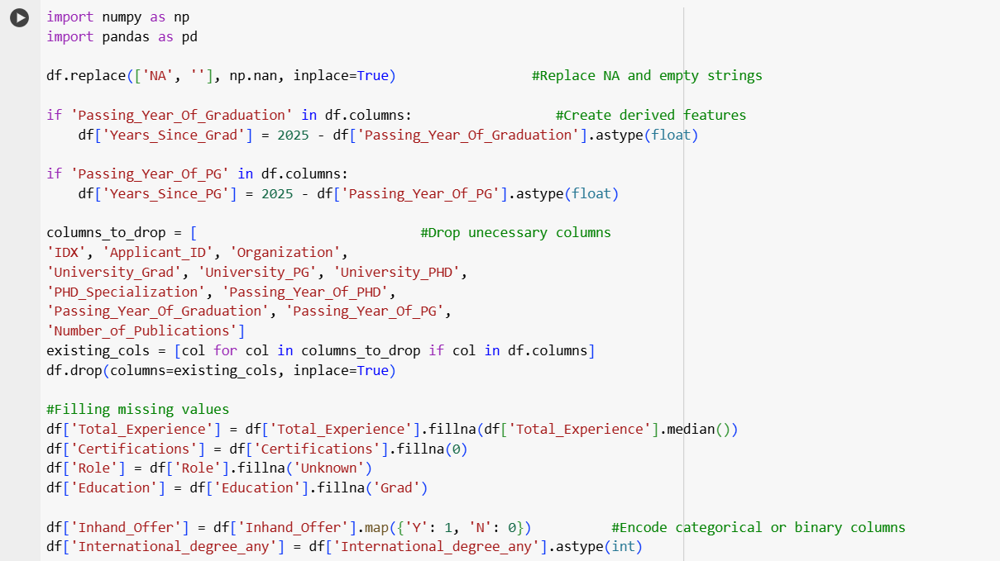 import numpy as np
import pandas as pd
df.replace(['NA', ''], np.nan, inplace=True) #Replace NA and empty strings
if 'Passing_Year_Of_Graduation' in df.columns: #Create derived features
    df['Years_Since_Grad'] = 2025 - df['Passing_Year_Of_Graduation'].astype(float)
if 'Passing_Year_Of_PG' in df.columns:
    df['Years_Since_PG'] = 2025 - df['Passing_Year_Of_PG'].astype(float)
columns_to_drop = [ #Drop unecessary columns
'IDX', 'Applicant_ID', 'Organization',
'University_Grad', 'University_PG', 'University_PHD',
'PHD_Specialization', 'Passing_Year_Of_PHD',
'Passing_Year_Of_Graduation', 'Passing_Year_Of_PG',
'Number_of_Publications']
existing_cols = [col for col in columns_to_drop if col in df.columns]
df.drop(columns=existing_cols, inplace=True)
#Filling missing values
df['Total_Experience'] = df['Total_Experience'].fillna(df['Total_Experience'].median())
df['Certifications'] = df['Certifications'].fillna(0)
df['Role'] = df['Role'].fillna('Unknown')
df['Education'] = df['Education'].fillna('Grad')
df['Inhand_Offer'] = df['Inhand_Offer'].map({'Y': 1, 'N': 0}) #Encode categorical or binary columns
df['International_degree_any'] = df['International_degree_any'].astype(int)